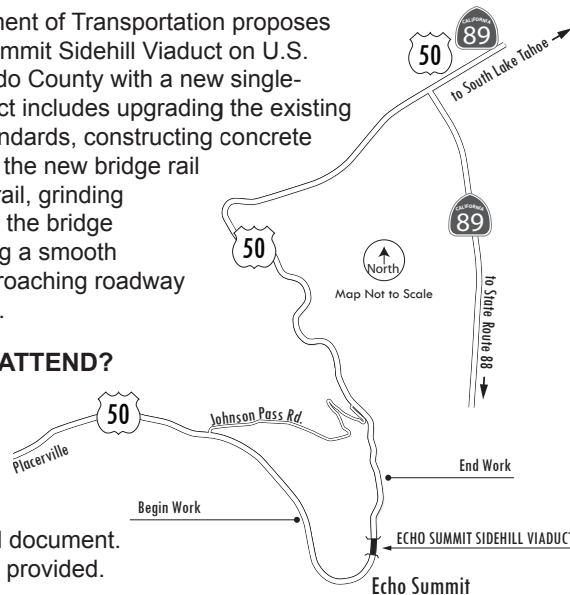 ment of Transportation proposes
ummit Sidehill Viaduct on U.S.
do County with a new single-
ct includes upgrading the existing
ndards, constructing concrete
the new bridge rail
rail, grinding
the bridge
g a smooth
roaching roadway
.
ATTEND?
d document.
provided.
CALIFORNIA
89
50
to South Lake Tahoe
CALIFORNIA
89
50
North
Map Not to Scale
to State Route 88
50
Johnson Pass Rd.
Placerville
End Work
Begin Work
ECHO SUMMIT SIDEHILL VIADUCT
Echo Summit